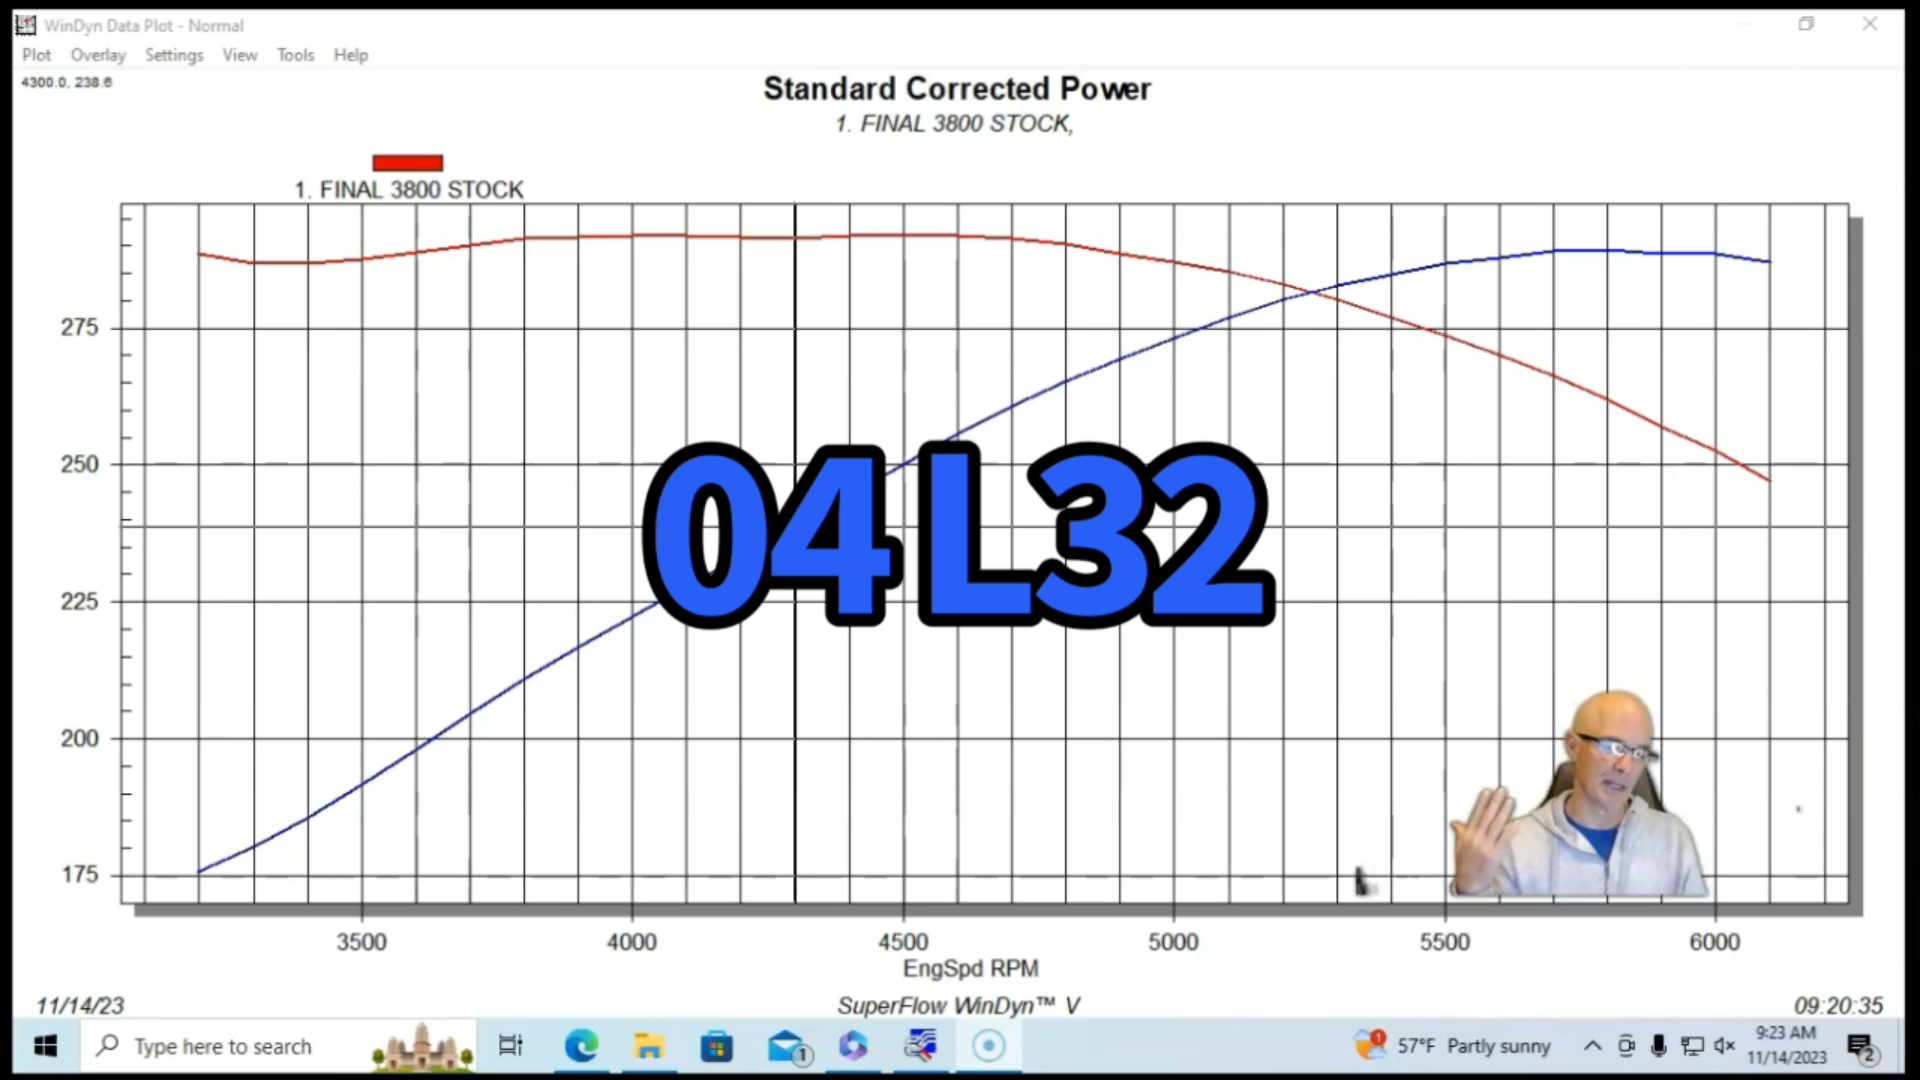 WinDyn Data Plot - Normal
Plot Overlay Settings View Tools Help
4300.0, 238.6
Standard Corrected Power
1. FINAL 3800 STOCK,
1. FINAL 3800 STOCK
275
250
225
200
175
04 L32
3500 4000 4500 5000 5500 6000
EngSpd RPM
11/14/23 SuperFlow WinDyn™ V 09:20:35
Type here to search 1 1 57°F Partly sunny 9:23 AM
11/14/2023 2